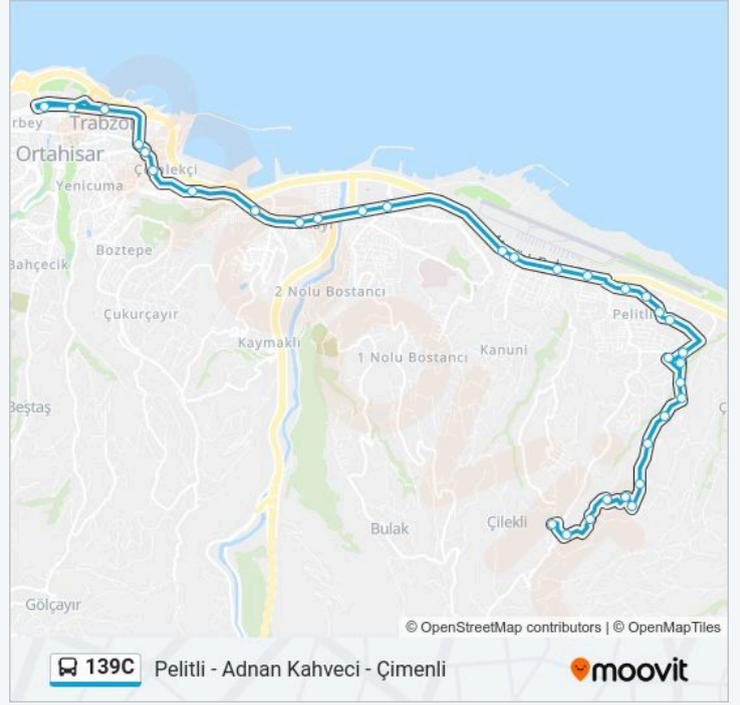 Trabzon
rbey
Ortahisar
Çömlekçi
Yenicuma
Boztepe
Bahçecik
2 Nolu Bostancı
Çukurçayır
Pelitli
Kaymaklı
1 Nolu Bostancı
Kanuni
Beştaş
Çilekli
Bulak
Gölçayır
© OpenStreetMap contributors | © OpenMapTiles
139C Pelitli - Adnan Kahveci - Çimenli moovit